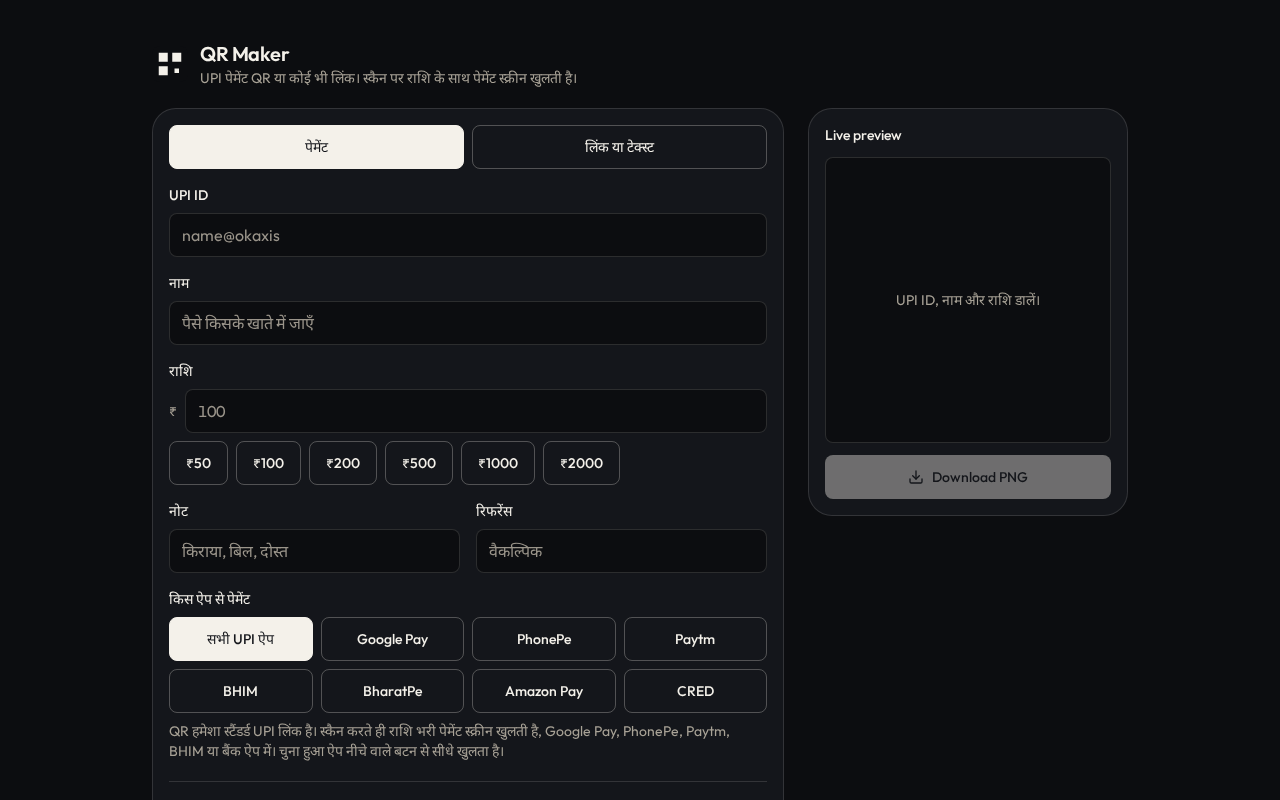 QR Maker
UPI पेमेंट QR या कोई भी लिंक। स्कैन पर राशि के साथ पेमेंट स्क्रीन खुलती है।
पेमेंट
लिंक या टेक्स्ट
UPI ID
name@okaxis
नाम
पैसे किसके खाते में जाएँ
राशि
₹ 100
₹50 ₹100 ₹200 ₹500 ₹1000 ₹2000
नोट रिफरेंस
किराया, बिल, दोस्त वैकल्पिक
किस ऐप से पेमेंट
सभी UPI ऐप Google Pay PhonePe Paytm
BHIM BharatPe Amazon Pay CRED
QR हमेशा स्टैंडर्ड UPI लिंक है। स्कैन करते ही राशि भरी पेमेंट स्क्रीन खुलती है, Google Pay, PhonePe, Paytm,
BHIM या बैंक ऐप में। चुना हुआ ऐप नीचे वाले बटन से सीधे खुलता है।
Live preview
UPI ID, नाम और राशि डालें।
Download PNG